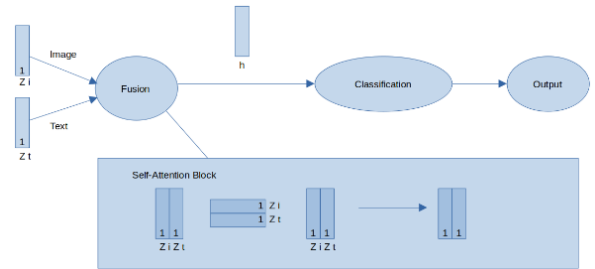 1
Z i
Image
1
Z t
Text
Fusion
h
Classification
Output
Self-Attention Block
1 1
Z i Z t
1 Z i
1 Z t
1 1
Z i Z t
1 1